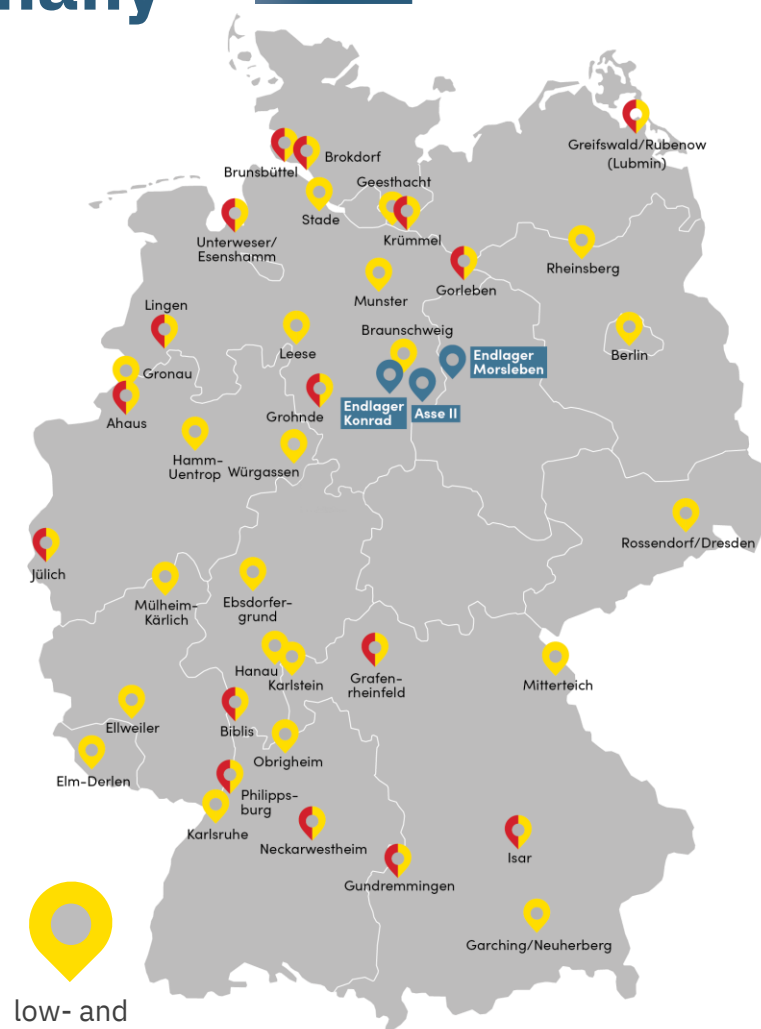 Greifswald/Rubenow
(Lubmin)
Brokdorf
Brunsbüttel
Geesthacht
Stade
Krümmel
Unterweser/
Esenshamm
Rheinsberg
Gorleben
Munster
Lingen
Braunschweig
Leese
Berlin
Endlager
Morsleben
Gronau
Endlager
Konrad
Asse II
Grohnde
Ahaus
Hamm-
Uentrop
Würgassen
Rossendorf/Dresden
Jülich
Mülheim-
Kärlich
Ebsdorfer-
grund
Hanau
Karlstein
Grafen-
rheinfeld
Mitterteich
Ellweiler
Biblis
Obrigheim
Elm-Derlen
Philipps-
burg
Karlsruhe
Neckarwestheim
Isar
Gundremmingen
Garching/Neuherberg
low- and